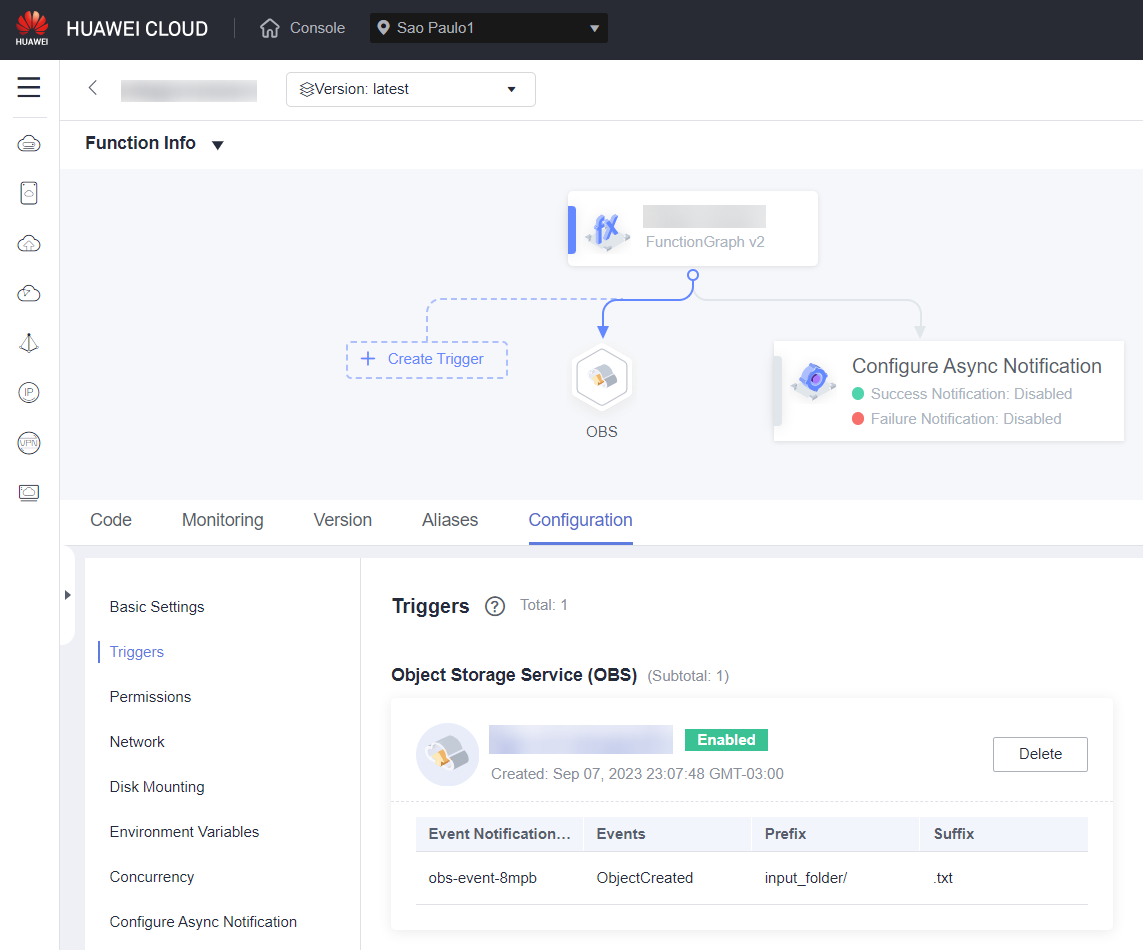 HUAWEI
HUAWEI CLOUD
Console
Sao Paulo1
Version: latest
Function Info
fX
FunctionGraph v2
Create Trigger
OBS
Configure Async Notification
Success Notification: Disabled
Failure Notification: Disabled
IP
VPN
Code Monitoring Version Aliases Configuration
Basic Settings
Triggers
Permissions
Network
Disk Mounting
Environment Variables
Concurrency
Configure Async Notification
Triggers ? Total: 1
Object Storage Service (OBS) (Subtotal: 1)
Enabled
Created: Sep 07, 2023 23:07:48 GMT-03:00
Delete
Event Notification... Events Prefix Suffix
obs-event-8mpb ObjectCreated input_folder/ .txt